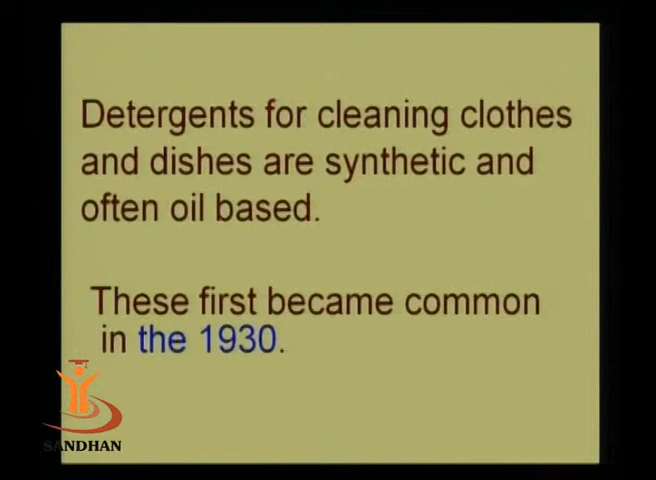 Detergents for cleaning clothes
and dishes are synthetic and
often oil based.
These first became common
in the 1930.
SANDHAN